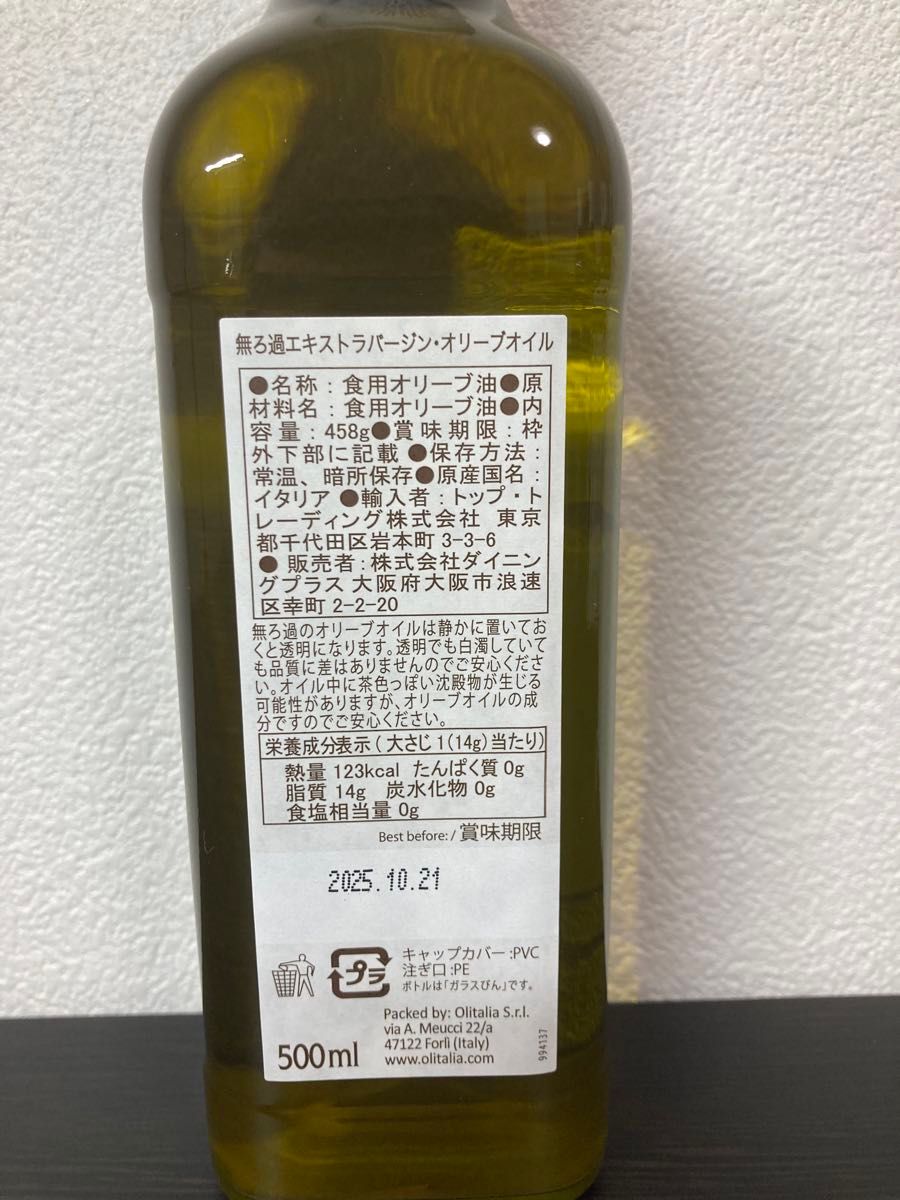 無ろ過エキストラバージン・オリーブオイル
●名称：食用オリーブ油●原
材料名：食用オリーブ油●内
容量：458g●賞味期限：枠
外下部に記載 ●保存方法：
常温、暗所保存●原産国名：
イタリア ●輸入者：トップ・ト
レーディング株式会社 東京
都千代田区岩本町 3-3-6
● 販売者：株式会社ダイニン
グプラス 大阪府大阪市浪速
区幸町 2-2-20
無ろ過のオリーブオイルは静かに置いてお
くと透明になります。透明でも白濁していて
も品質に差はありませんのでご安心くださ
い。オイル中に茶色っぽい沈殿物が生じる
可能性がありますが、オリーブオイルの成
分ですのでご安心ください。
栄養成分表示（大さじ1(14g)当たり）
熱量 123kcal たんぱく質 0g
脂質 14g 炭水化物 0g
食塩相当量 0g
Best before: / 賞味期限
2025.10.21
プラ
キャップカバー:PVC
注ぎ口:PE
ボトルは「ガラスびん」です。
500ml
Packed by: Olitalia S.r.l.
via A. Meucci 22/a
47122 Forlì (Italy)
www.olitalia.com
994137